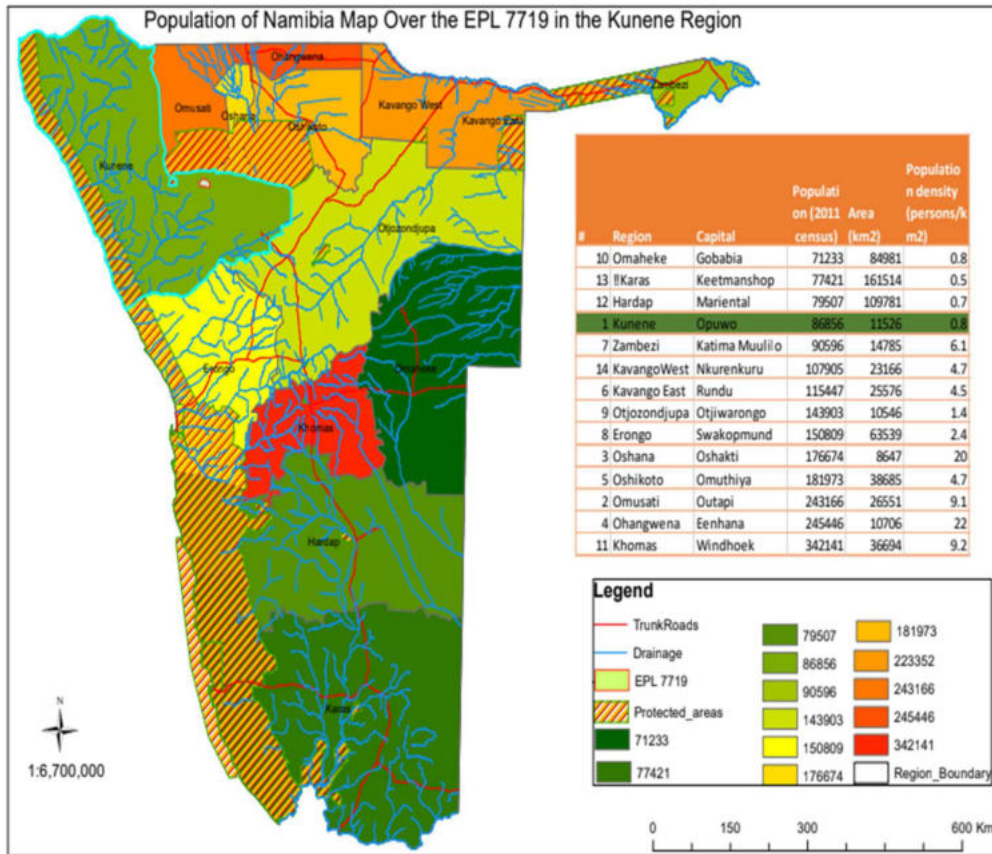 Population of Namibia Map Over the EPL 7719 in the Kunene Region
Ohangwena
Omusati
Oshana
Oshikoto
Kavango West
Kavango East
Zambezi
Kunene
Otjozondjupa
Erongo
Omaheke
Khomas
Hardap
Karas
# Region Capital Populati on (2011 census) Area (km2) Populatio n density (persons/k m2)
10 Omaheke Gobabia 71233 84981 0.8
13 ‼Karas Keetmanshop 77421 161514 0.5
12 Hardap Mariental 79507 109781 0.7
1 Kunene Opuwo 86856 11526 0.8
7 Zambezi Katima Muulilo 90596 14785 6.1
14 KavangoWest Nkurenkuru 107905 23166 4.7
6 Kavango East Rundu 115447 25576 4.5
9 Otjozondjupa Otjiwarongo 143903 10546 1.4
8 Erongo Swakopmund 150809 63539 2.4
3 Oshana Oshakti 176674 8647 20
5 Oshikoto Omuthiya 181973 38685 4.7
2 Omusati Outapi 243166 26551 9.1
4 Ohangwena Eenhana 245446 10706 22
11 Khomas Windhoek 342141 36694 9.2
Legend
TrunkRoads
Drainage
EPL 7719
Protected_areas
71233
77421
79507
86856
90596
143903
150809
176674
181973
223352
243166
245446
342141
Region_Boundary
N
1:6,700,000
0 150 300 600 Km